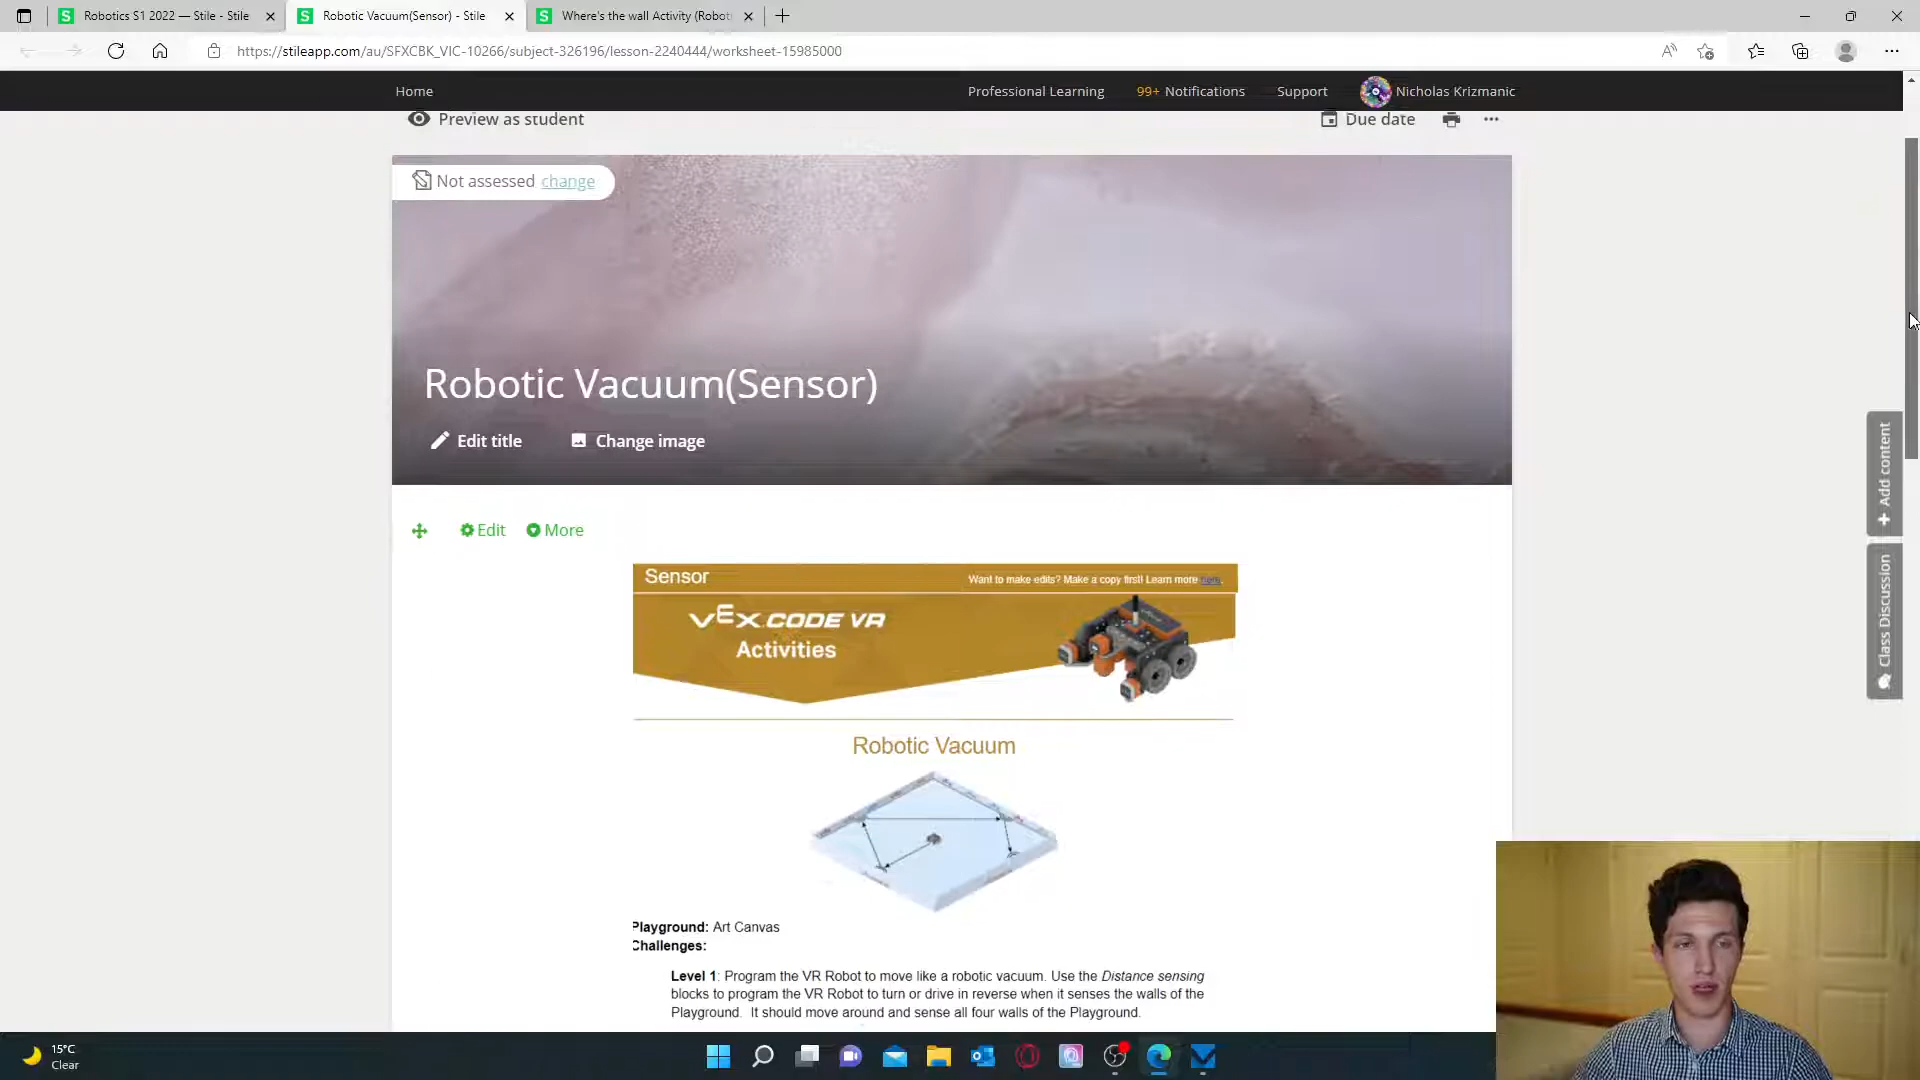 Robotics S1 2022 — Stile - Stile
Robotic Vacuum(Sensor) - Stile
Where's the wall Activity (Robot
https://stileapp.com/au/SFXCBK_VIC-10266/subject-326196/lesson-2240444/worksheet-15985000
Home
Professional Learning
99+ Notifications
Support
Nicholas Krizmanic
Preview as student
Due date
Not assessed change
Robotic Vacuum(Sensor)
Edit title
Change image
Edit
More
Add content
Class Discussion
Sensor
Want to make edits? Make a copy first! Learn more here.
VEXCODE VR
Activities
Robotic Vacuum
Playground: Art Canvas
Challenges:
Level 1: Program the VR Robot to move like a robotic vacuum. Use the Distance sensing
blocks to program the VR Robot to turn or drive in reverse when it senses the walls of the
Playground. It should move around and sense all four walls of the Playground.
15°C
Clear